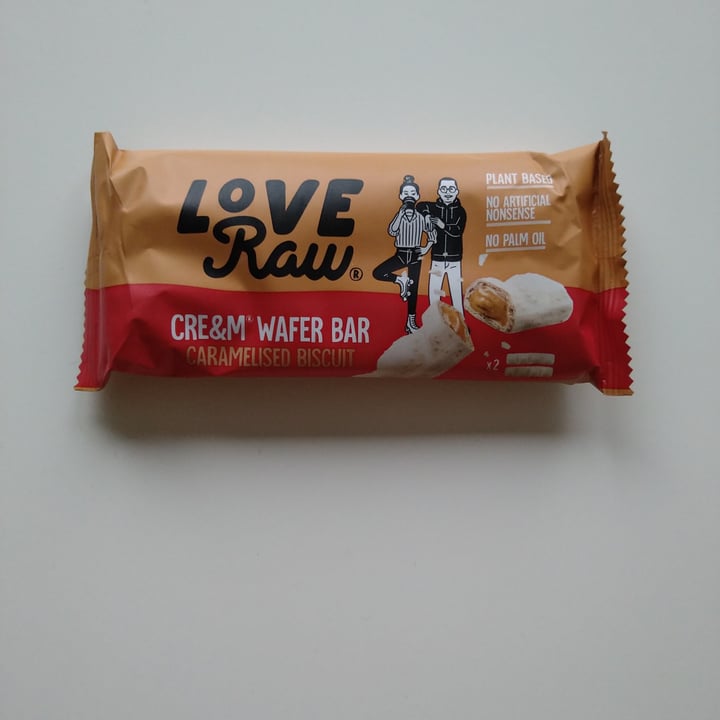 LOVE
Raw®
CRE&M® WAFER BAR
CARAMELISED BISCUIT
PLANT BASED
NO ARTIFICIAL
NONSENSE
NO PALM OIL
x2